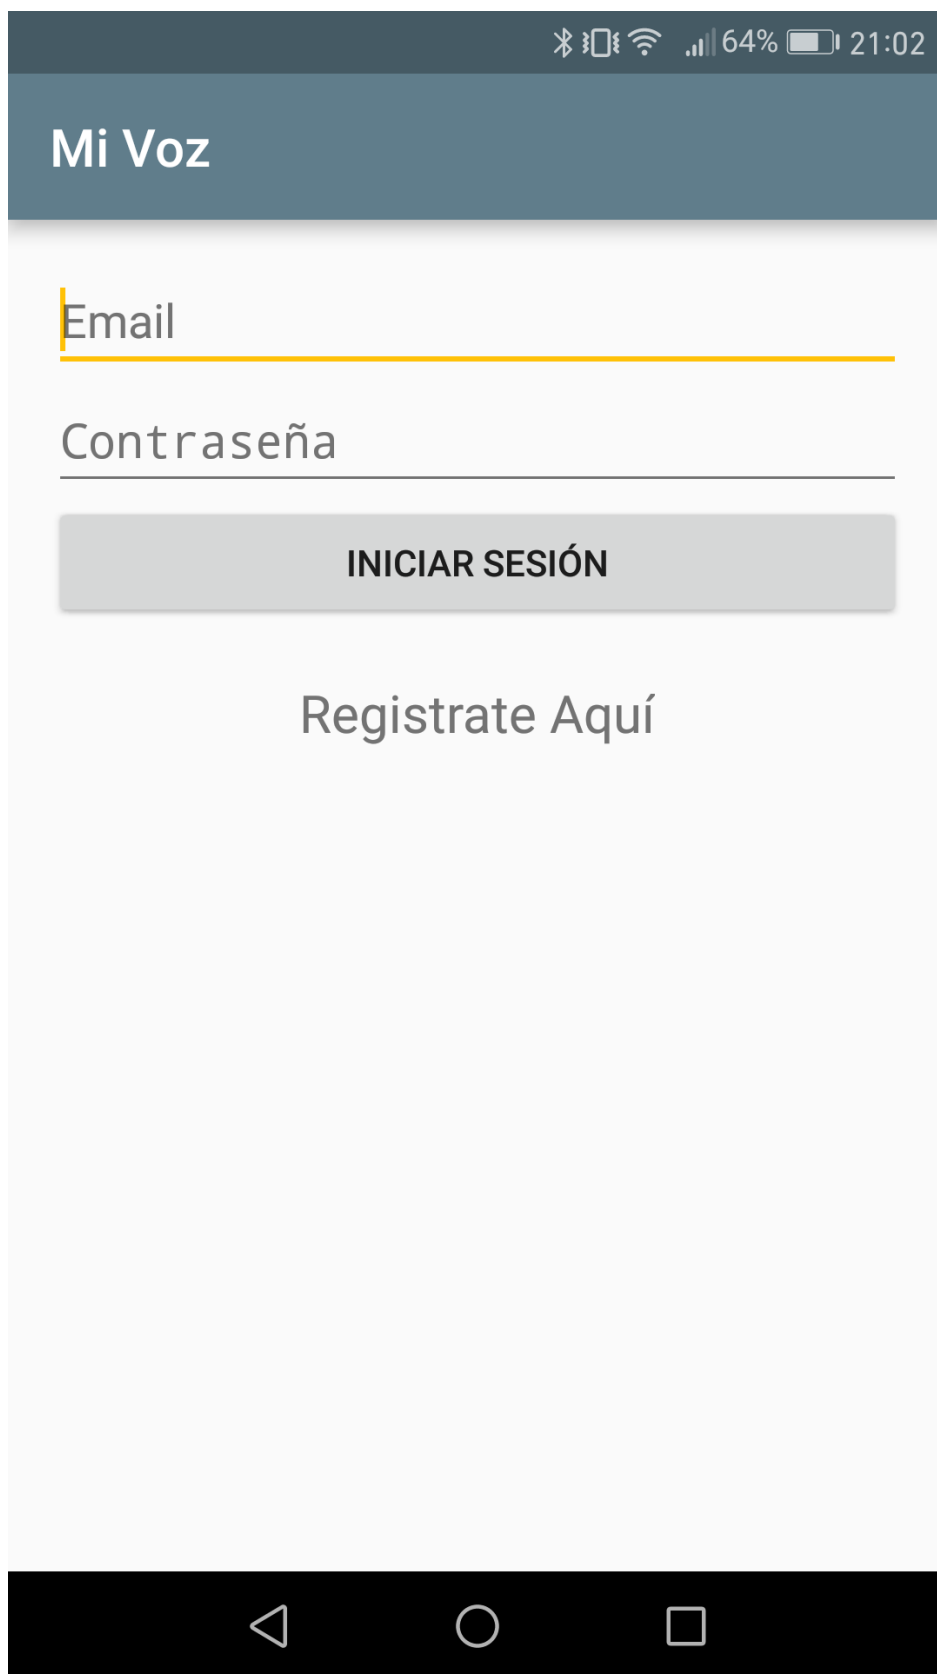 64% 21:02
Mi Voz
Email
Contraseña
INICIAR SESIÓN
Registrate Aquí